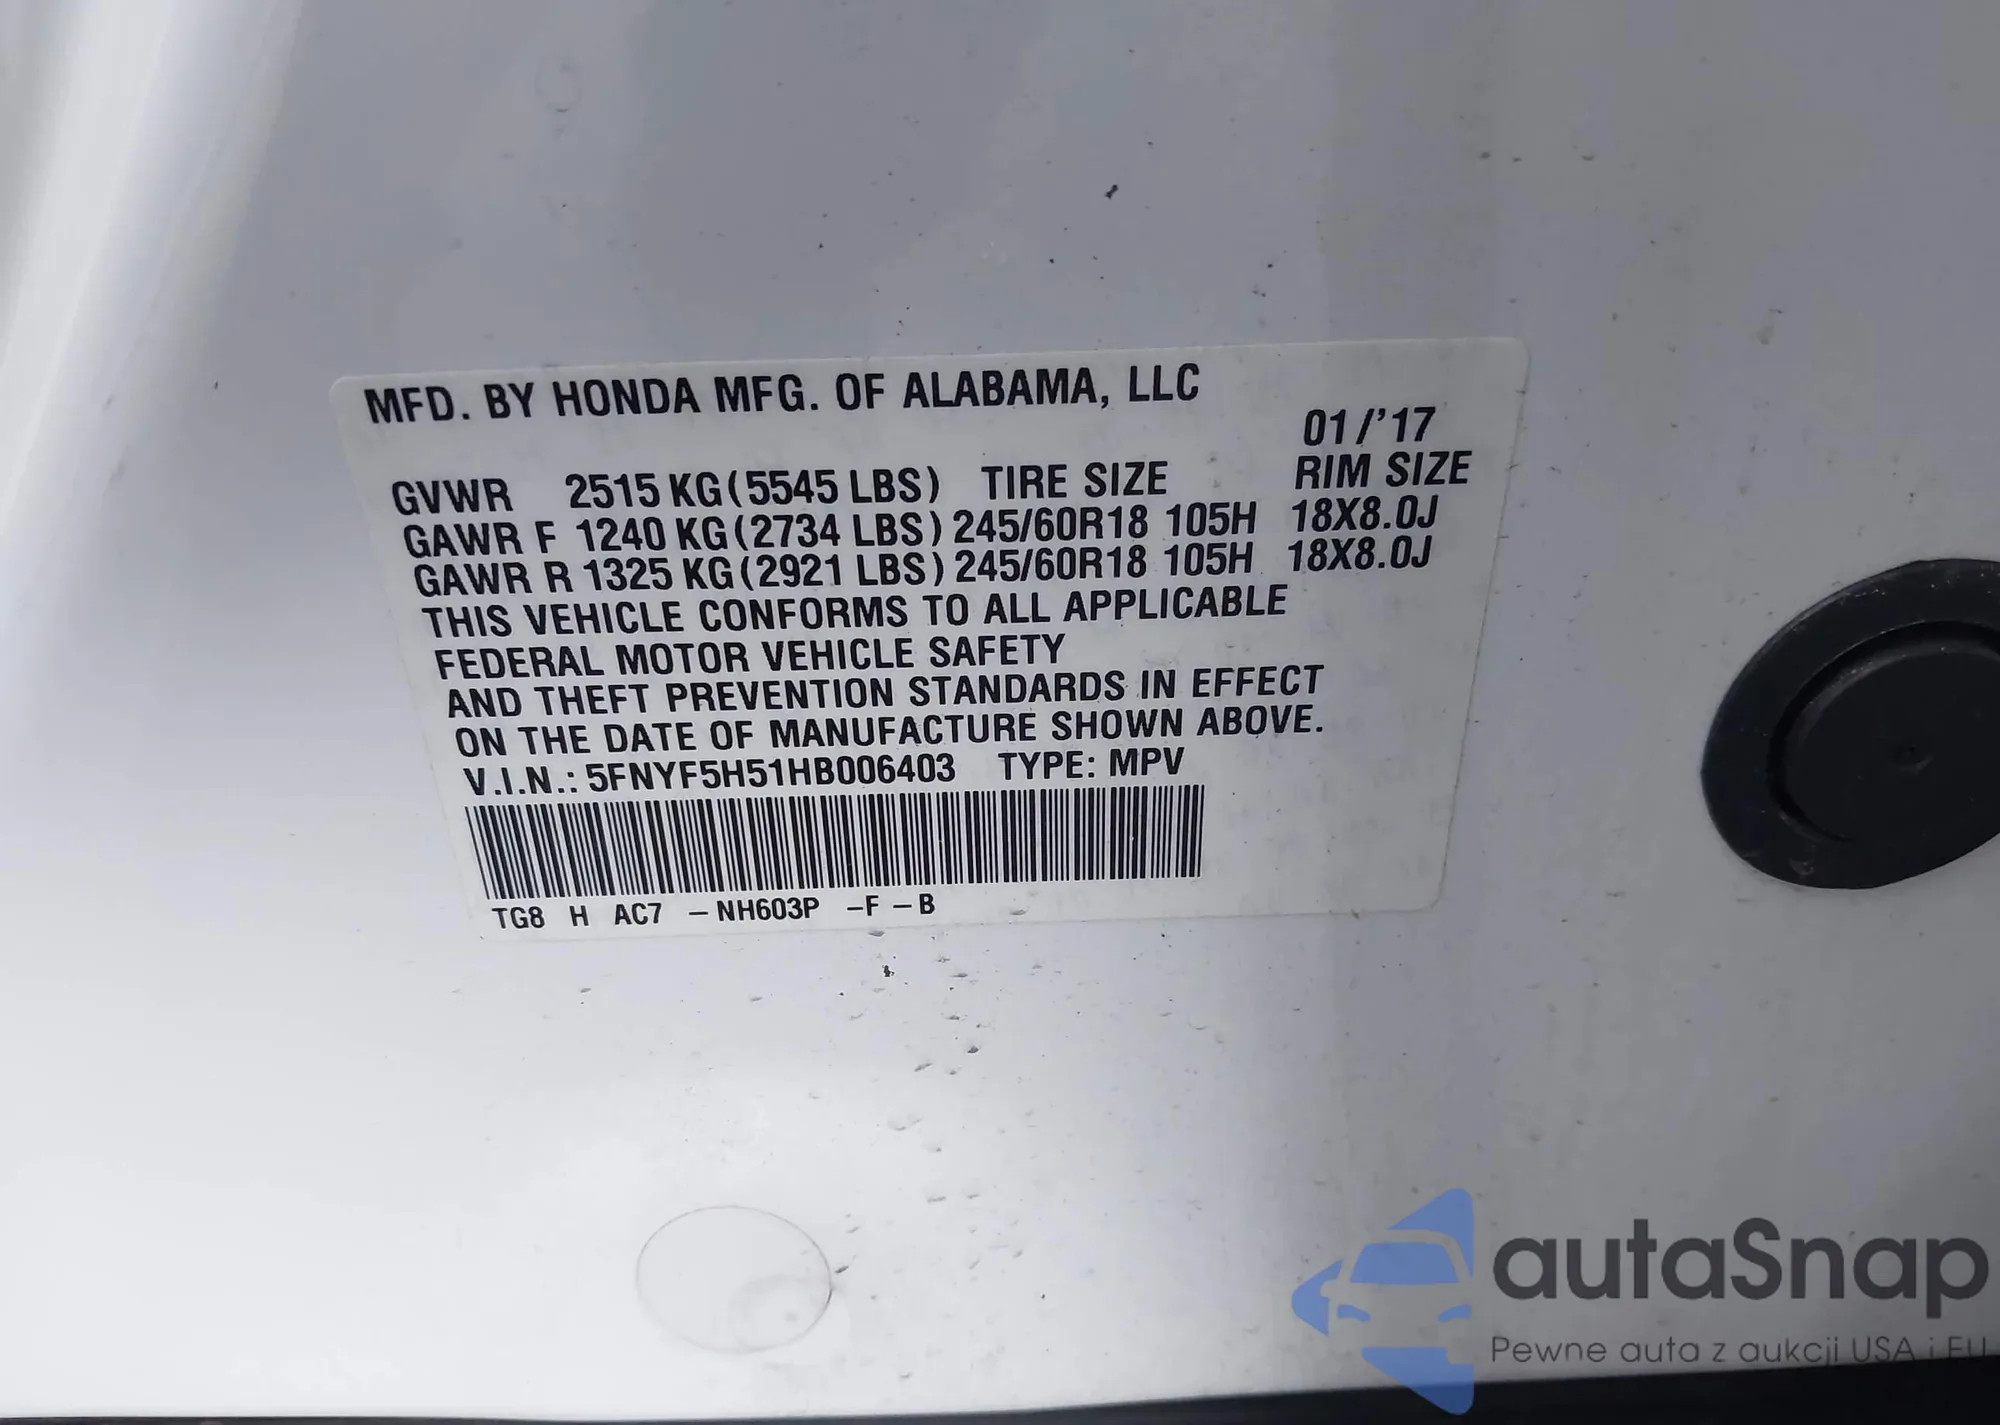 MFD. BY HONDA MFG. OF ALABAMA, LLC
01/'17
GVWR 2515 KG (5545 LBS) TIRE SIZE RIM SIZE
GAWR F 1240 KG (2734 LBS) 245/60R18 105H 18X8.0J
GAWR R 1325 KG (2921 LBS) 245/60R18 105H 18X8.0J
THIS VEHICLE CONFORMS TO ALL APPLICABLE
FEDERAL MOTOR VEHICLE SAFETY
AND THEFT PREVENTION STANDARDS IN EFFECT
ON THE DATE OF MANUFACTURE SHOWN ABOVE.
V.I.N.: 5FNYF5H51HB006403 TYPE: MPV
TG8 H AC7 –NH603P –F –B
autaSnap
Pewne auta z aukcji USA i EU